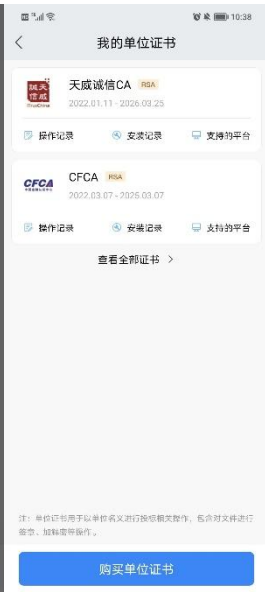 10:38
我的单位证书
天威诚信CA RSA
2022.01.11-2026.03.25
操作记录 安装记录 支持的平台
CFCA
CFCA RSA
2022.03.07-2026.03.07
操作记录 安装记录 支持的平台
查看全部证书 >
注：单位证书用于以单位名义进行投标相关操作，包含对文件进行
签章、加解密等操作。
购买单位证书